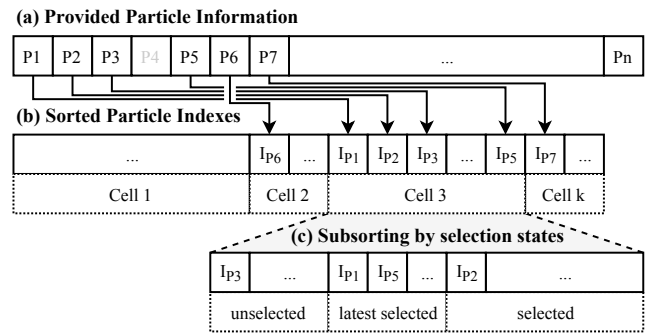 (a) Provided Particle Information
P1 P2 P3 P4 P5 P6 P7 ... Pn
(b) Sorted Particle Indexes
... IP6 ... IP1 IP2 IP3 ... IP5 IP7 ...
Cell 1 Cell 2 Cell 3 Cell k
(c) Subsorting by selection states
IP3 ... IP1 IP5 ... IP2 ...
unselected latest selected selected